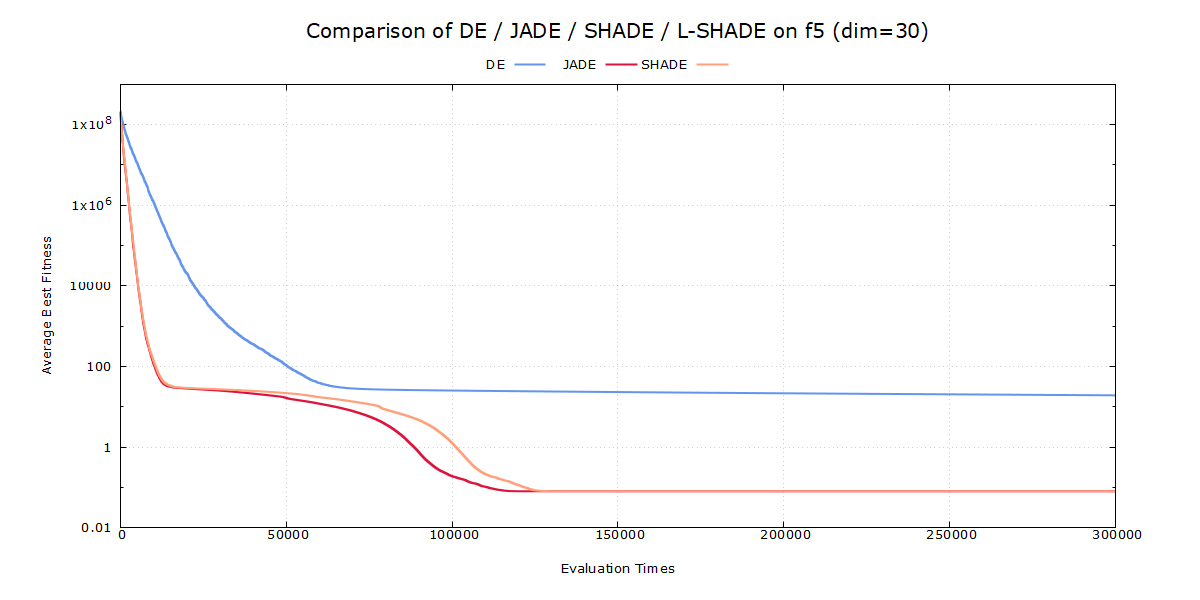 Comparison of DE / JADE / SHADE / L-SHADE on f5 (dim=30)
DE JADE SHADE
1x10^8
1x10^6
10000
100
1
0.01
Average Best Fitness
0 50000 100000 150000 200000 250000 300000
Evaluation Times